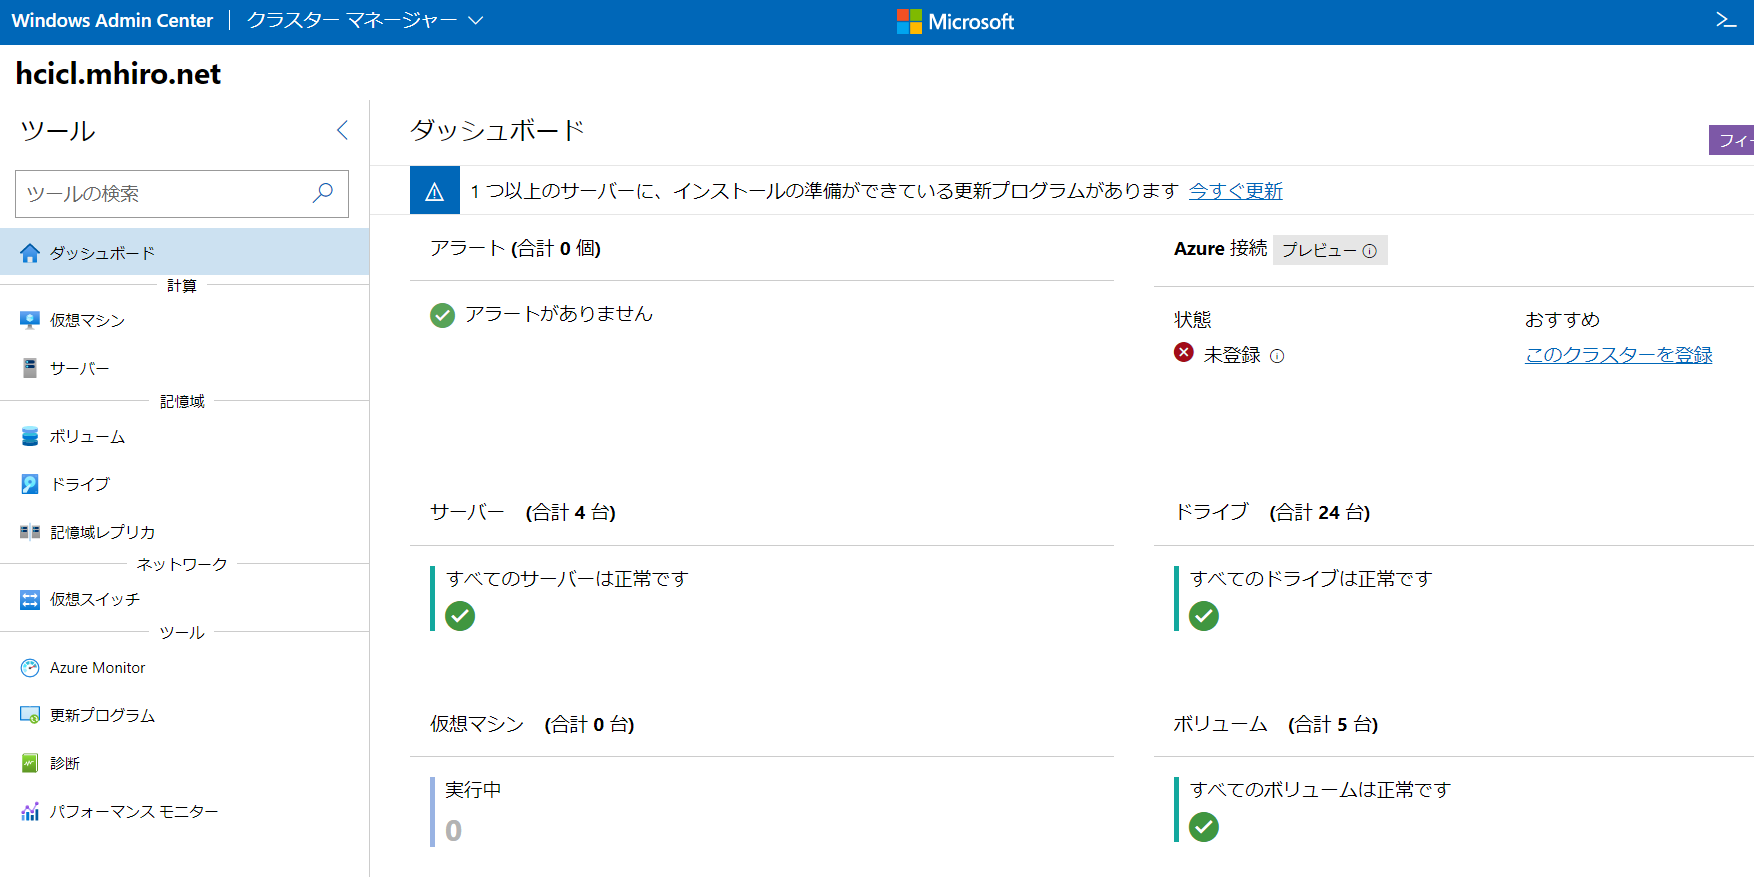 Windows Admin Center クラスター マネージャー Microsoft
hcicl.mhiro.net
ツール
ツールの検索
ダッシュボード
計算
仮想マシン
サーバー
記憶域
ボリューム
ドライブ
記憶域レプリカ
ネットワーク
仮想スイッチ
ツール
Azure Monitor
更新プログラム
診断
パフォーマンス モニター
ダッシュボード
フィー
1 つ以上のサーバーに、インストールの準備ができている更新プログラムがあります 今すぐ更新
アラート (合計 0 個)
アラートがありません
Azure 接続 プレビュー
状態
未登録
おすすめ
このクラスターを登録
サーバー (合計 4 台)
すべてのサーバーは正常です
ドライブ (合計 24 台)
すべてのドライブは正常です
仮想マシン (合計 0 台)
実行中
0
ボリューム (合計 5 台)
すべてのボリュームは正常です